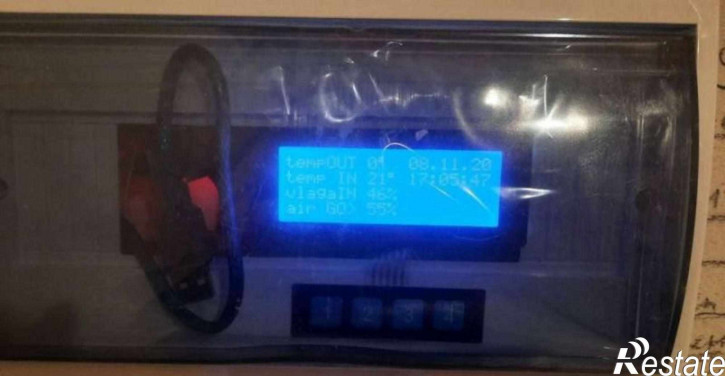 tempOUT 0° 08.11.20
temp IN 21° 17:05:47
vlagaIN 46%
air GO> 55%
1 2 3 4
Restate